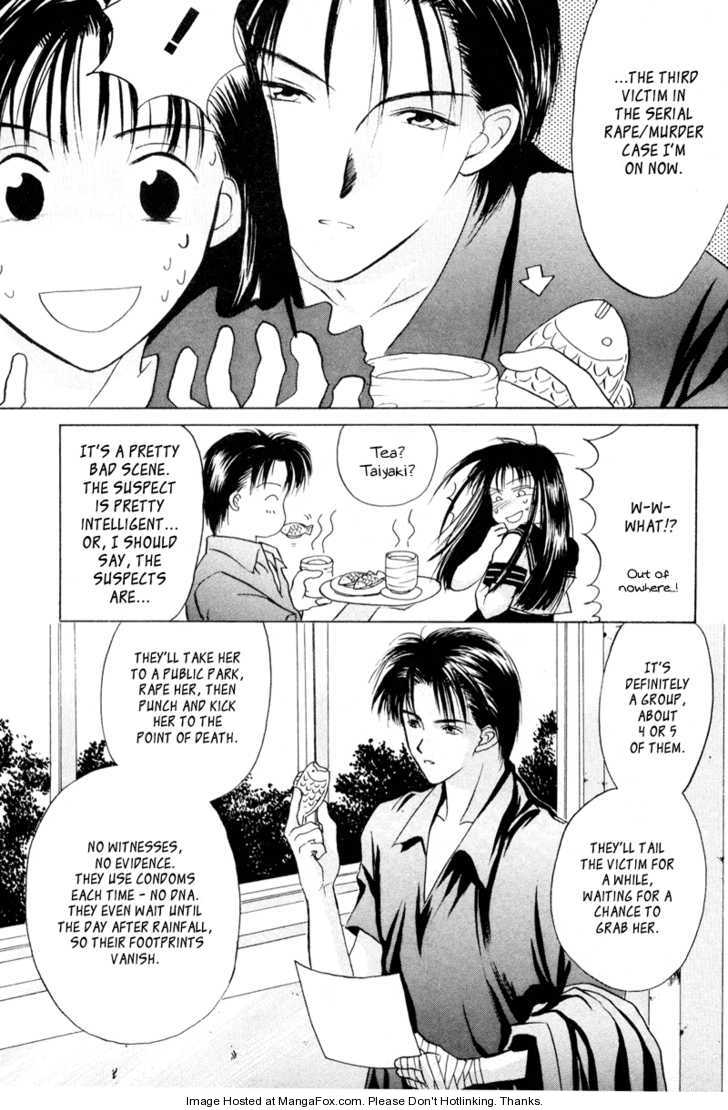 !
...THE THIRD
VICTIM IN
THE SERIAL
RAPE/MURDER
CASE I'M
ON NOW.
W-W-
WHAT!?
Out of
nowhere..!
Tea?
Taiyaki?
IT'S A PRETTY
BAD SCENE.
THE SUSPECT
IS PRETTY
INTELLIGENT...
OR, I SHOULD
SAY, THE
SUSPECTS
ARE...
IT'S
DEFINITELY
A GROUP,
ABOUT
4 OR 5
OF THEM.
THEY'LL TAIL
THE VICTIM FOR
A WHILE,
WAITING FOR A
CHANCE TO
GRAB HER.
THEY'LL TAKE HER
TO A PUBLIC PARK,
RAPE HER, THEN
PUNCH AND KICK
HER TO THE
POINT OF DEATH.
NO WITNESSES,
NO EVIDENCE.
THEY USE CONDOMS
EACH TIME - NO DNA.
THEY EVEN WAIT UNTIL
THE DAY AFTER RAINFALL,
SO THEIR FOOTPRINTS
VANISH.
Image Hosted at MangaFox.com. Please Don't Hotlinking. Thanks.